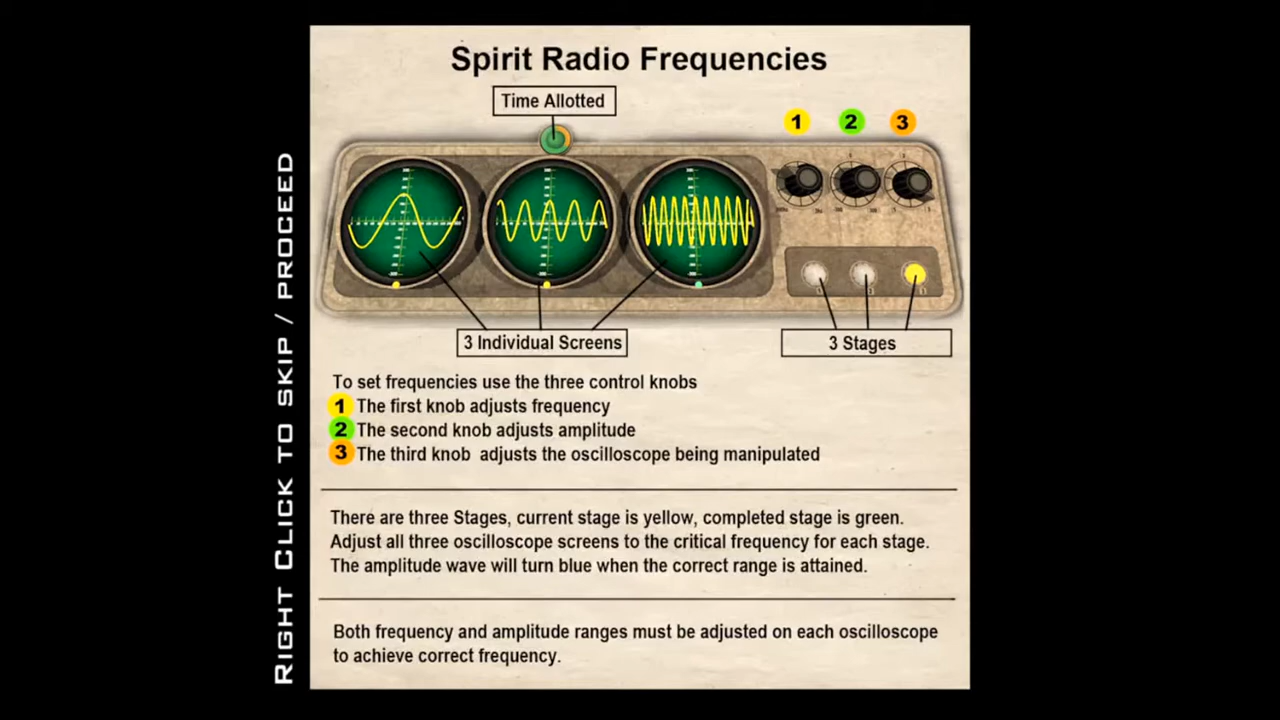 Spirit Radio Frequencies
Time Allotted
1 2 3
3 Individual Screens
3 Stages
To set frequencies use the three control knobs
1 The first knob adjusts frequency
2 The second knob adjusts amplitude
3 The third knob adjusts the oscilloscope being manipulated
There are three Stages, current stage is yellow, completed stage is green.
Adjust all three oscilloscope screens to the critical frequency for each stage.
The amplitude wave will turn blue when the correct range is attained.
Both frequency and amplitude ranges must be adjusted on each oscilloscope
to achieve correct frequency.
Right Click to skip / proceed